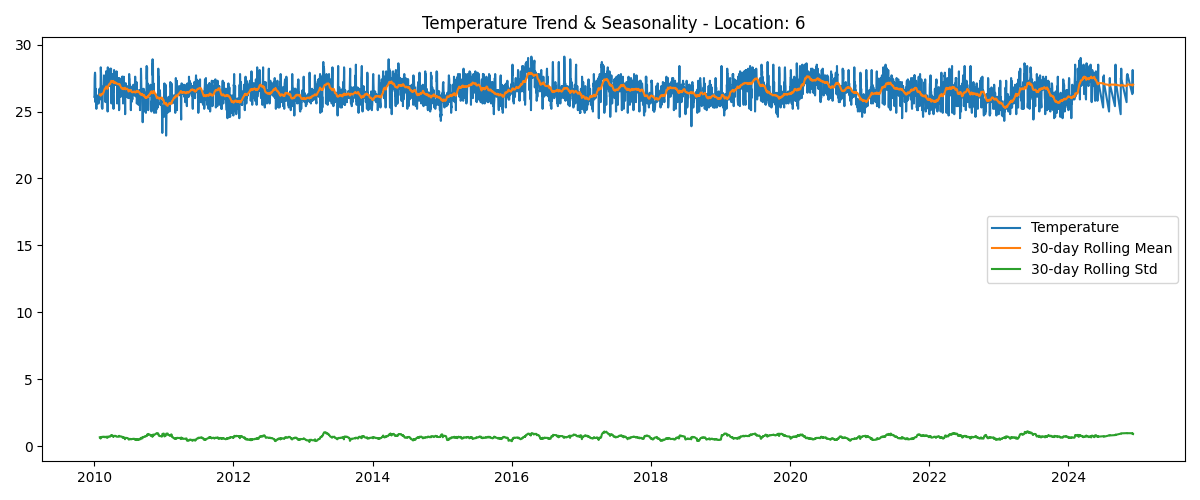 Temperature Trend & Seasonality - Location: 6
30
25
20
15
10
5
0
Temperature
30-day Rolling Mean
30-day Rolling Std
2010 2012 2014 2016 2018 2020 2022 2024